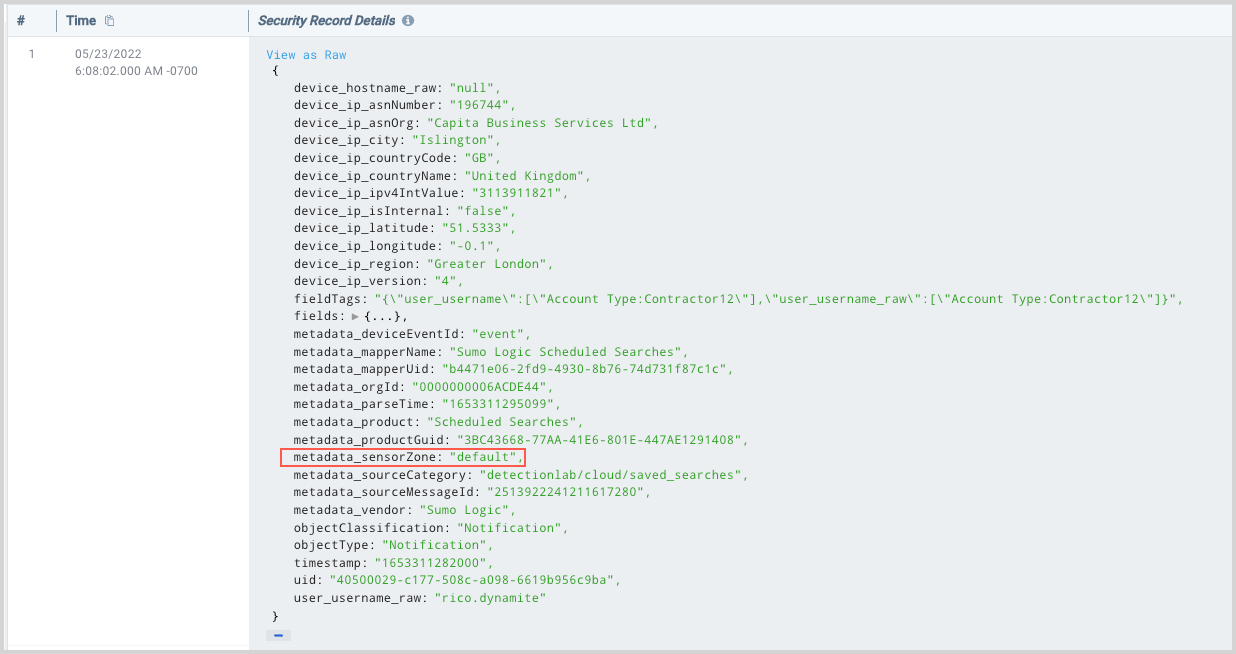 # Time Security Record Details
1 05/23/2022 View as Raw
6:08:02.000 AM -0700 {
device_hostname_raw: "null",
device_ip_asnNumber: "196744",
device_ip_asnOrg: "Capita Business Services Ltd",
device_ip_city: "Islington",
device_ip_countryCode: "GB",
device_ip_countryName: "United Kingdom",
device_ip_ipv4IntValue: "3113911821",
device_ip_isInternal: "false",
device_ip_latitude: "51.5333",
device_ip_longitude: "-0.1",
device_ip_region: "Greater London",
device_ip_version: "4",
fieldTags: "{\"user_username\":[\"Account Type:Contractor12\"],\"user_username_raw\":[\"Account Type:Contractor12\"]}",
fields: ▶ {...},
metadata_deviceEventId: "event",
metadata_mapperName: "Sumo Logic Scheduled Searches",
metadata_mapperUid: "b4471e06-2fd9-4930-8b76-74d731f87c1c",
metadata_orgId: "0000000006ACDE44",
metadata_parseTime: "1653311295099",
metadata_product: "Scheduled Searches",
metadata_productGuid: "3BC43668-77AA-41E6-801E-447AE1291408",
metadata_sensorZone: "default",
metadata_sourceCategory: "detectionlab/cloud/saved_searches",
metadata_sourceMessageId: "2513922241211617280",
metadata_vendor: "Sumo Logic",
objectClassification: "Notification",
objectType: "Notification",
timestamp: "1653311282000",
uid: "40500029-c177-508c-a098-6619b956c9ba",
user_username_raw: "rico.dynamite"
}